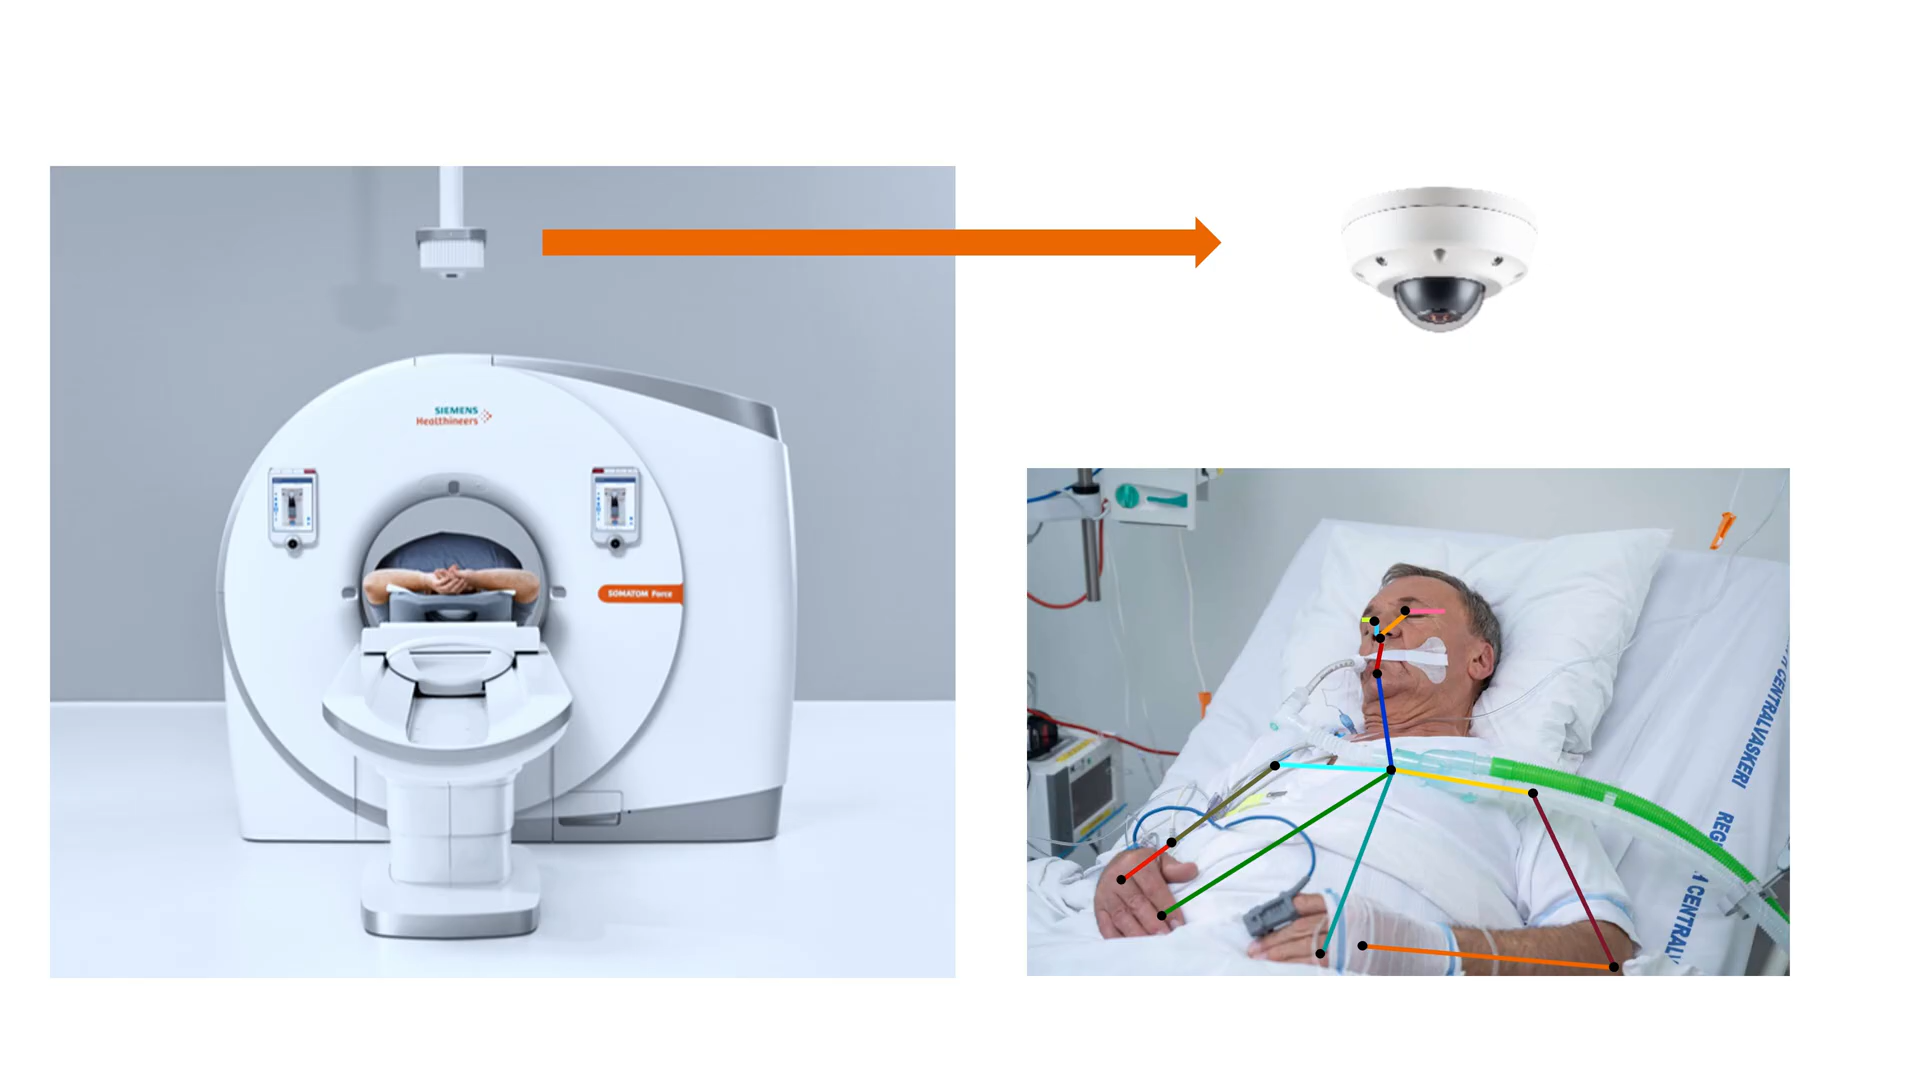 SIEMENS
Healthineers
SOMATOM Force
CENTRALVASKERI
REG
CENTRAL